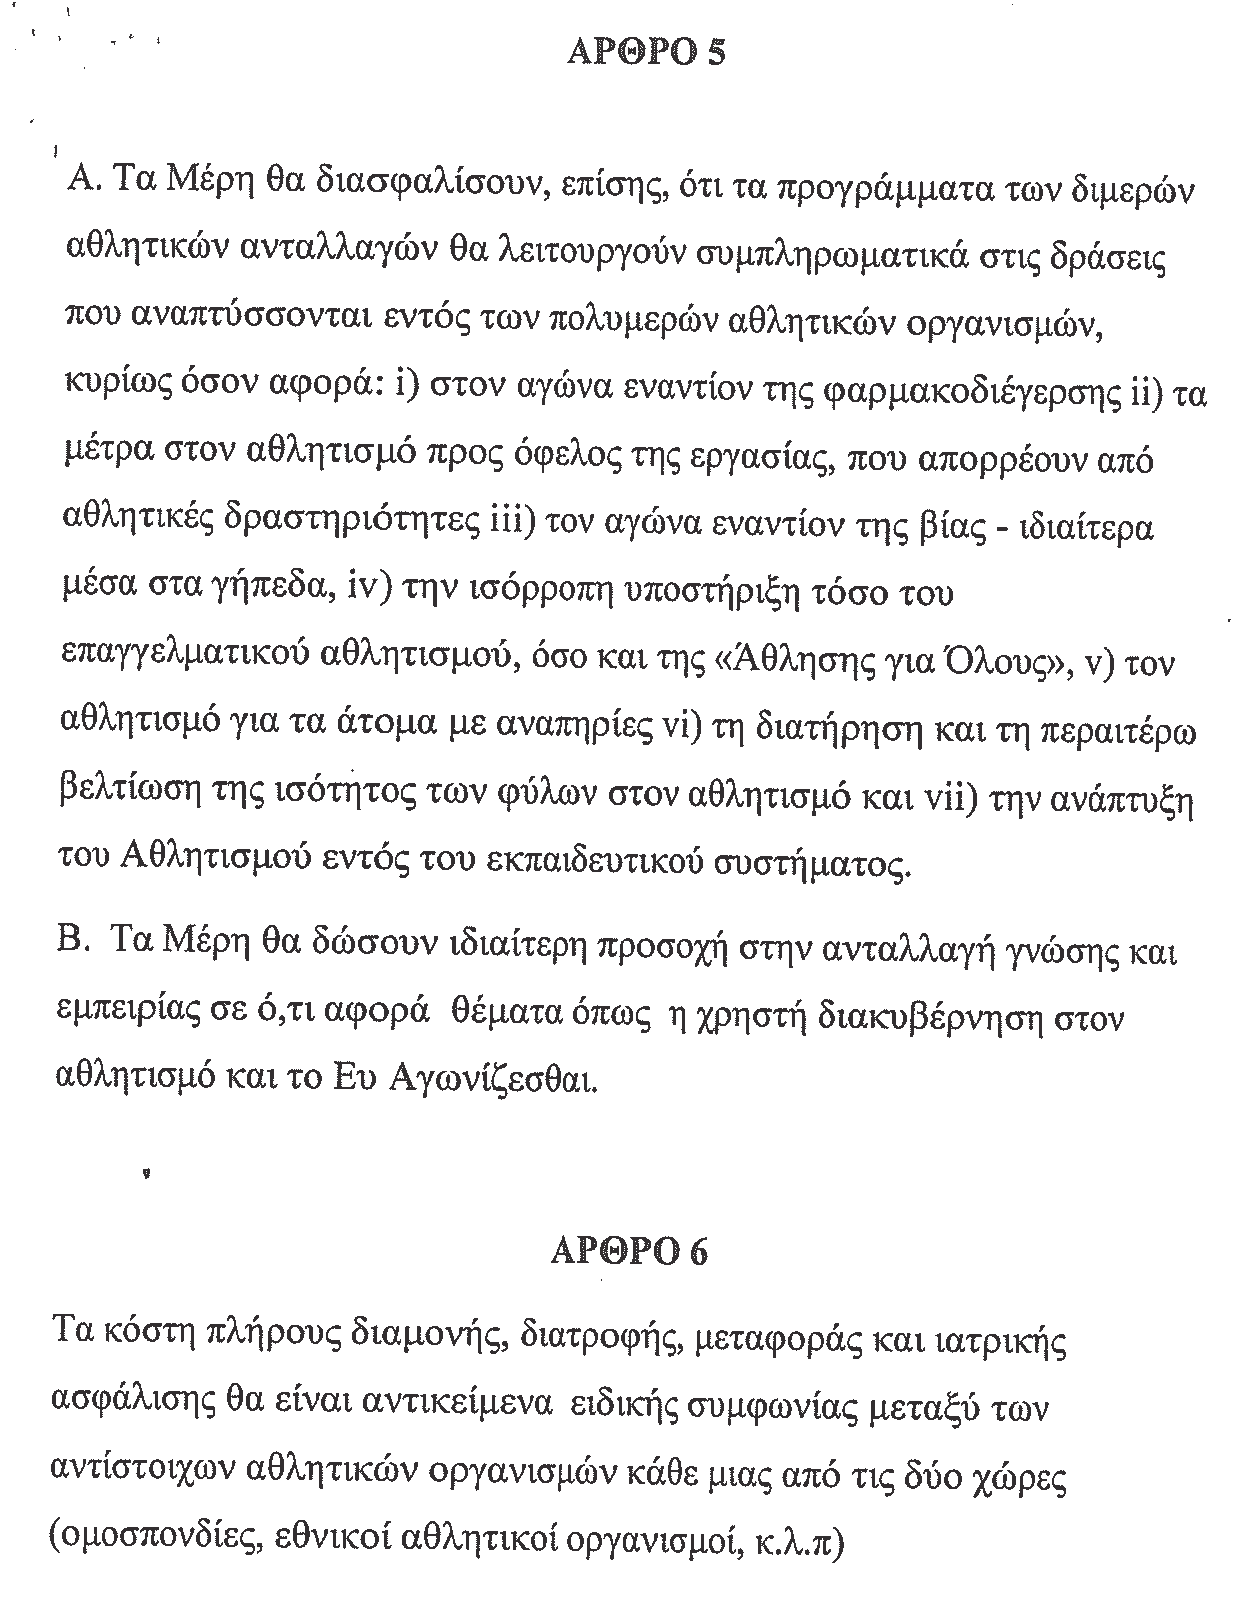 ΑΡΘΡΟ 5
Α. Τα Μέρη θα διασφαλίσουν, επίσης, ότι τα προγράμματα των διμερών
αθλητικών ανταλλαγών θα λειτουργούν συμπληρωματικά στις δράσεις
που αναπτύσσονται εντός των πολυμερών αθλητικών οργανισμών,
κυρίως όσον αφορά: i) στον αγώνα εναντίον της φαρμακοδιέγερσης ii) τα
μέτρα στον αθλητισμό προς όφελος της εργασίας, που απορρέουν από
αθλητικές δραστηριότητες iii) τον αγώνα εναντίον της βίας - ιδιαίτερα
μέσα στα γήπεδα, iv) την ισόρροπη υποστήριξη τόσο του
επαγγελματικού αθλητισμού, όσο και της «Άθλησης για Όλους», v) τον
αθλητισμό για τα άτομα με αναπηρίες vi) τη διατήρηση και τη περαιτέρω
βελτίωση της ισότητος των φύλων στον αθλητισμό και vii) την ανάπτυξη
του Αθλητισμού εντός του εκπαιδευτικού συστήματος.
Β. Τα Μέρη θα δώσουν ιδιαίτερη προσοχή στην ανταλλαγή γνώσης και
εμπειρίας σε ό,τι αφορά θέματα όπως η χρηστή διακυβέρνηση στον
αθλητισμό και το Ευ Αγωνίζεσθαι.
ΑΡΘΡΟ 6
Τα κόστη πλήρους διαμονής, διατροφής, μεταφοράς και ιατρικής
ασφάλισης θα είναι αντικείμενα ειδικής συμφωνίας μεταξύ των
αντίστοιχων αθλητικών οργανισμών κάθε μιας από τις δύο χώρες
(ομοσπονδίες, εθνικοί αθλητικοί οργανισμοί, κ.λ.π)